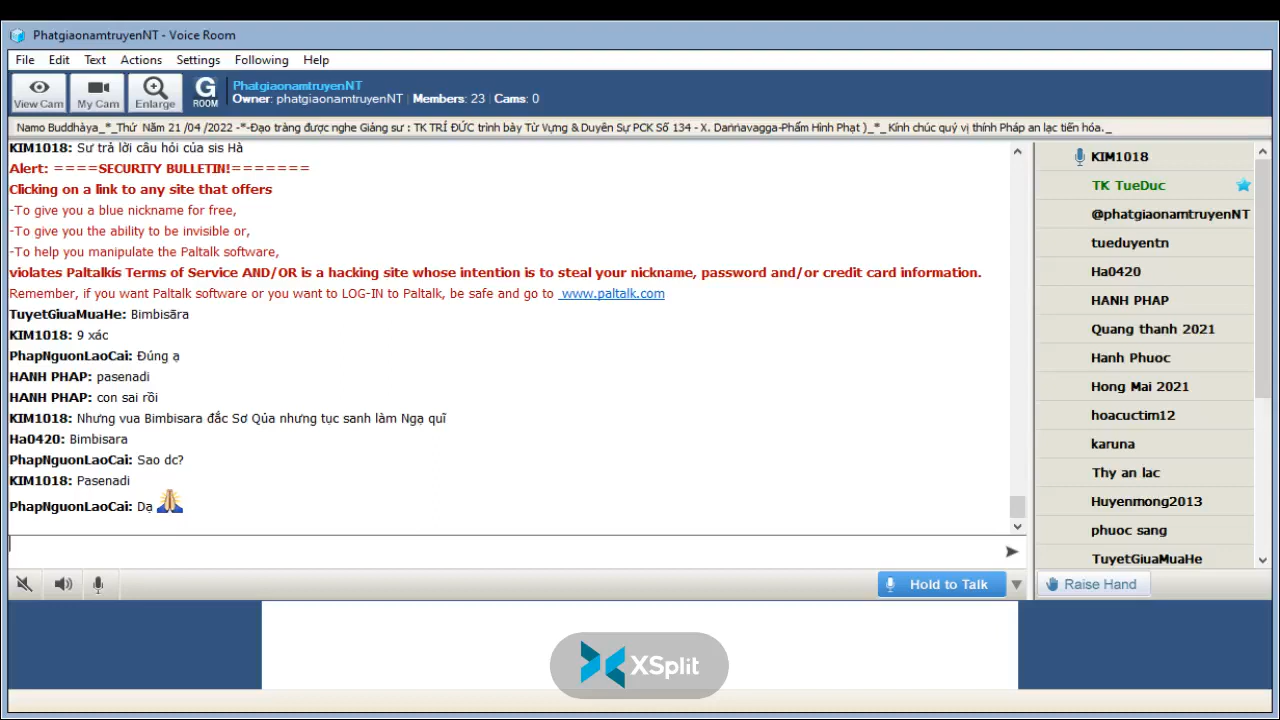 PhatgiaonamtruyenNT - Voice Room
File Edit Text Actions Settings Following Help
View Cam
My Cam
Enlarge
G ROOM
PhatgiaonamtruyenNT
Owner: phatgiaonamtruyenNT | Members: 23 | Cams: 0
Namo Buddhàya_*_Thứ Năm 21 /04 /2022 -*-Đạo tràng được nghe Giảng sư : TK TRÍ ĐỨC trình bày Từ Vựng & Duyên Sự PCK Số 134 - X. Daṇṇavagga-Phẩm Hình Phạt )_*_ Kính chúc quý vị thính Pháp an lạc tiến hóa._
KIM1018: Sư trả lời câu hỏi của sis Hà
Alert: ====SECURITY BULLETIN!=======
Clicking on a link to any site that offers
-To give you a blue nickname for free,
-To give you the ability to be invisible or,
-To help you manipulate the Paltalk software,
violates Paltalkís Terms of Service AND/OR is a hacking site whose intention is to steal your nickname, password and/or credit card information.
Remember, if you want Paltalk software or you want to LOG-IN to Paltalk, be safe and go to www.paltalk.com
TuyetGiuaMuaHe: Bimbisāra
KIM1018: 9 xác
PhapNguonLaoCai: Đúng ạ
HANH PHAP: pasenadi
HANH PHAP: con sai rồi
KIM1018: Nhưng vua Bimbisara đắc Sơ Qủa nhưng tục sanh làm Ngạ quĩ
Ha0420: Bimbisara
PhapNguonLaoCai: Sao dc?
KIM1018: Pasenadi
PhapNguonLaoCai: Dạ
KIM1018
TK TueDuc
@phatgiaonamtruyenNT
tueduyentn
Ha0420
HANH PHAP
Quang thanh 2021
Hanh Phuoc
Hong Mai 2021
hoacuctim12
karuna
Thy an lac
Huyenmong2013
phuoc sang
TuyetGiuaMuaHe
Hold to Talk
Raise Hand
XSplit